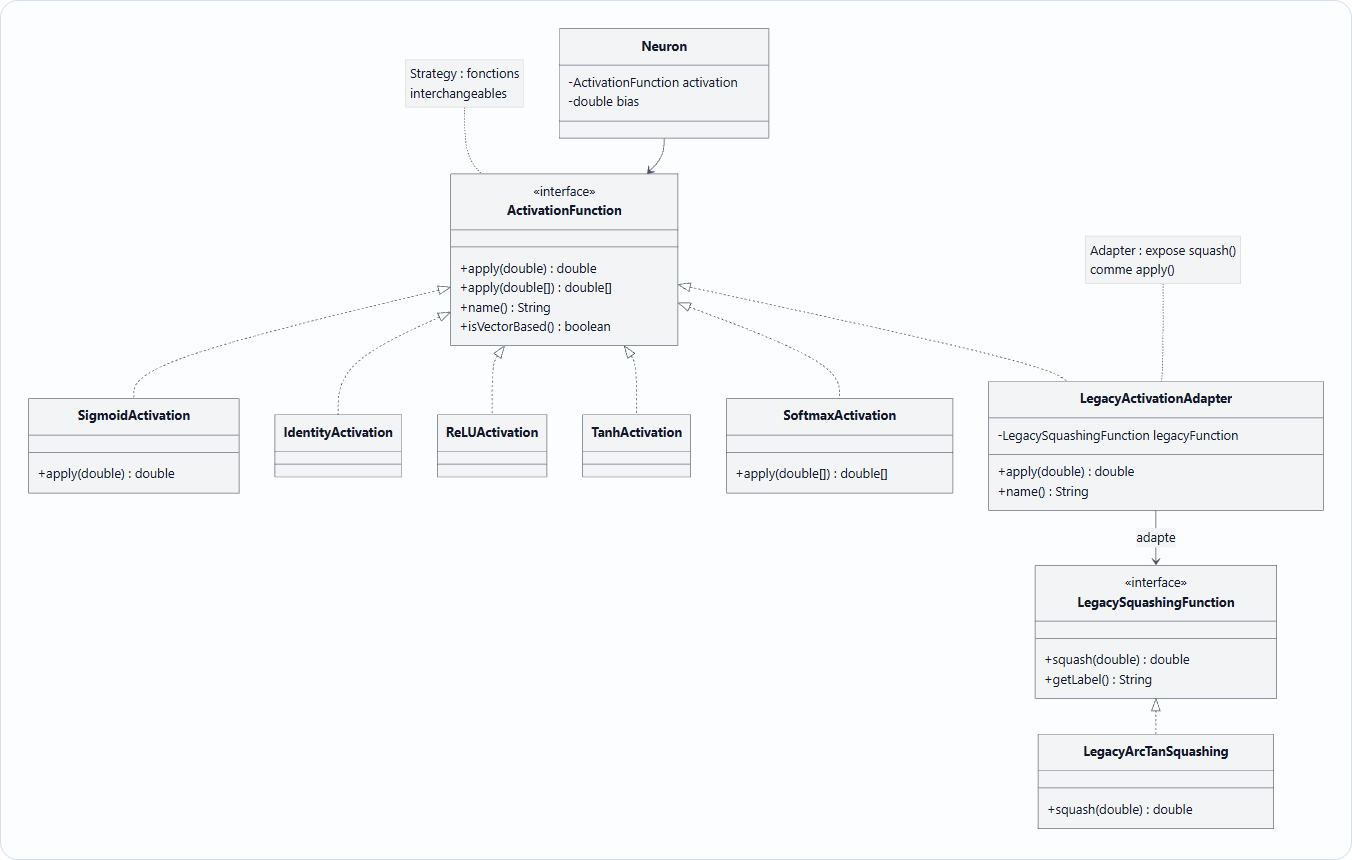 Neuron
-ActivationFunction activation
-double bias
Strategy : fonctions
interchangeables
«interface»
ActivationFunction
+apply(double) : double
+apply(double[]) : double[]
+name() : String
+isVectorBased() : boolean
Adapter : expose squash()
comme apply()
SigmoidActivation
+apply(double) : double
IdentityActivation
ReLUActivation
TanhActivation
SoftmaxActivation
+apply(double[]) : double[]
LegacyActivationAdapter
-LegacySquashingFunction legacyFunction
+apply(double) : double
+name() : String
adapte
«interface»
LegacySquashingFunction
+squash(double) : double
+getLabel() : String
LegacyArcTanSquashing
+squash(double) : double